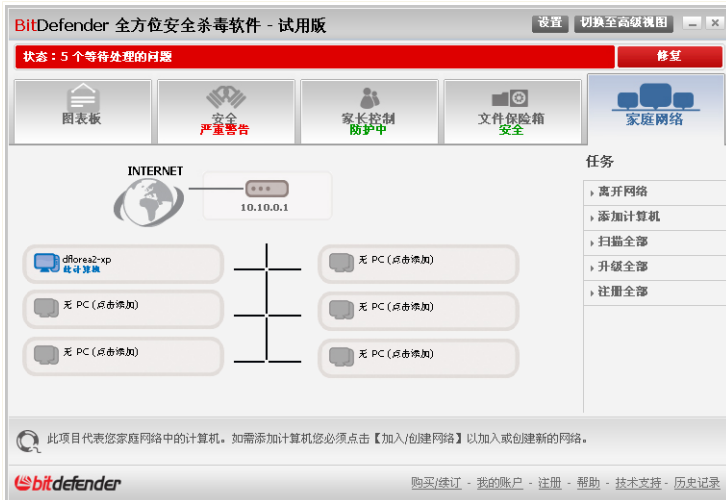 BitDefender 全方位安全杀毒软件 - 试用版
设置
切换至高级视图
状态：5 个等待处理的问题
修复
图表板
安全
严重警告
家长控制
防护中
文件保险箱
安全
家庭网络
INTERNET
10.10.0.1
dflorea2-xp
此计算机
无 PC (点击添加)
无 PC (点击添加)
无 PC (点击添加)
无 PC (点击添加)
无 PC (点击添加)
任务
离开网络
添加计算机
扫描全部
升级全部
注册全部
此项目代表您家庭网络中的计算机。如需添加计算机您必须点击【加入/创建网络】以加入或创建新的网络。
bitdefender
购买/续订 - 我的账户 - 注册 - 帮助 - 技术支持 - 历史记录